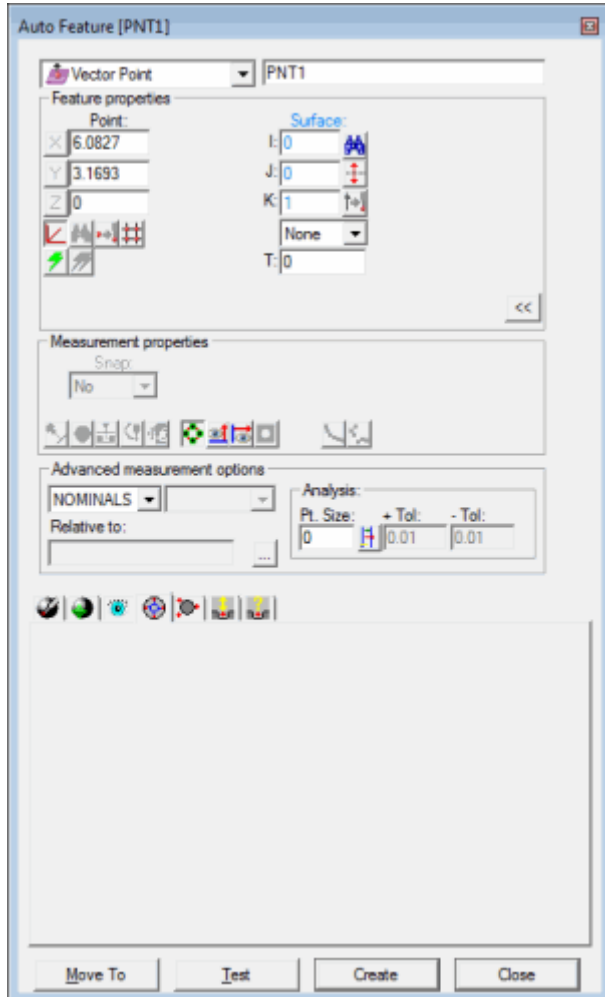 Auto Feature [PNT1]
Vector Point PNT1
Feature properties
Point: Surface:
X 6.0827 I: 0
Y 3.1693 J: 0
Z 0 K: 1
None
T: 0
<<
Measurement properties
Snap:
No
Advanced measurement options
NOMINALS Analysis:
Pt. Size: + Tol: - Tol:
Relative to: 0 0.01 0.01
...
Move To Test Create Close